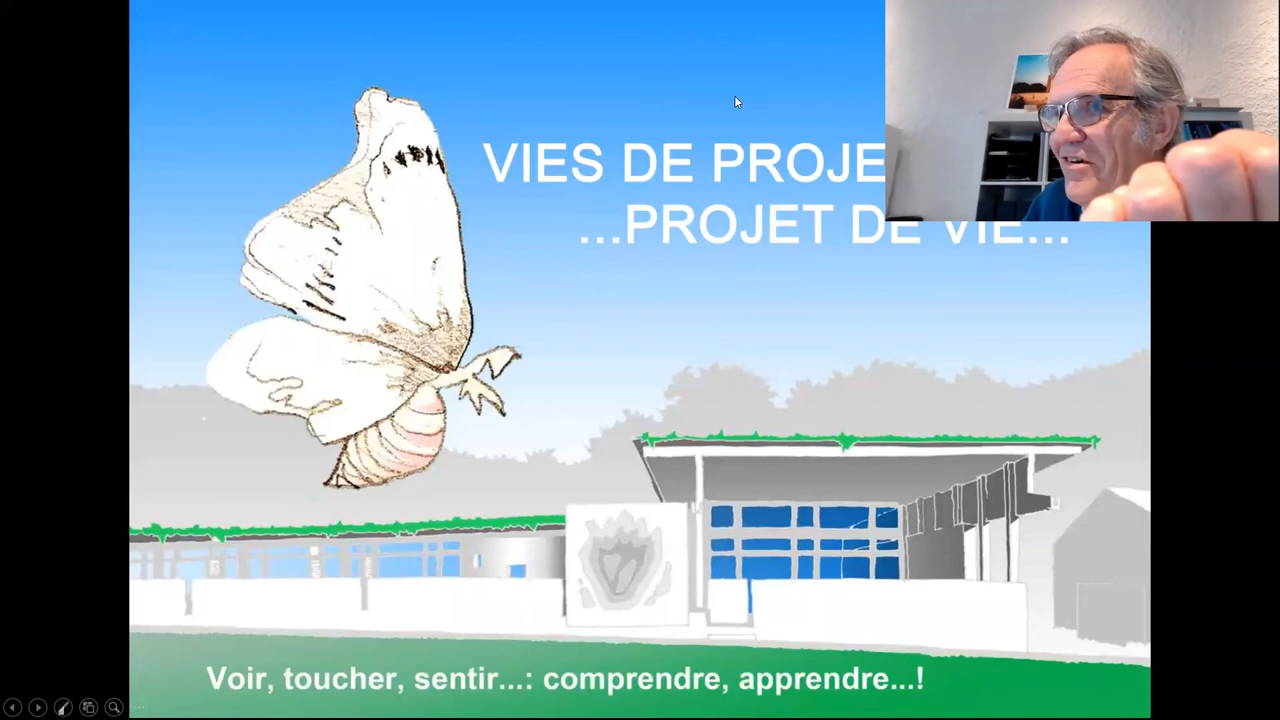 VIES DE PROJE
...PROJET DE VIE...
Voir, toucher, sentir...: comprendre, apprendre...!